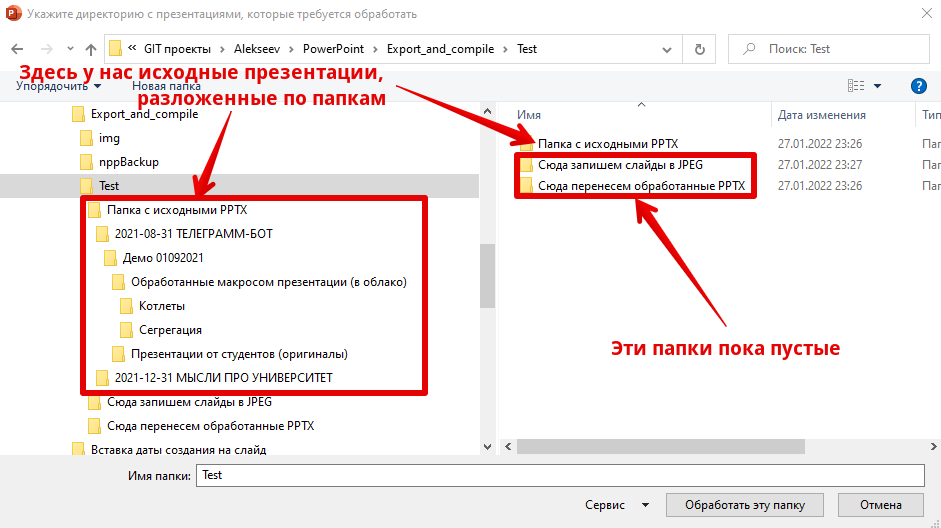 Укажите директорию с презентациями, которые требуется обработать
« GIT проекты › Alekseev › PowerPoint › Export_and_compile › Test
Поиск: Test
Здесь у нас исходные презентации,
разложенные по папкам
Упорядочить
Новая папка
Export_and_compile
img
nppBackup
Test
Папка с исходными PPTX
2021-08-31 ТЕЛЕГРАММ-БОТ
Демо 01092021
Обработанные макросом презентации (в облако)
Котлеты
Сегрегация
Презентации от студентов (оригиналы)
2021-12-31 МЫСЛИ ПРО УНИВЕРСИТЕТ
Сюда запишем слайды в JPEG
Сюда перенесем обработанные PPTX
Вставка даты создания на слайд
Имя Дата изменения Тип
Папка с исходными PPTX 27.01.2022 23:26 Пап
Сюда запишем слайды в JPEG 27.01.2022 23:27 Пап
Сюда перенесем обработанные PPTX 27.01.2022 23:26 Пап
Эти папки пока пустые
Имя папки: Test
Сервис Обработать эту папку Отмена